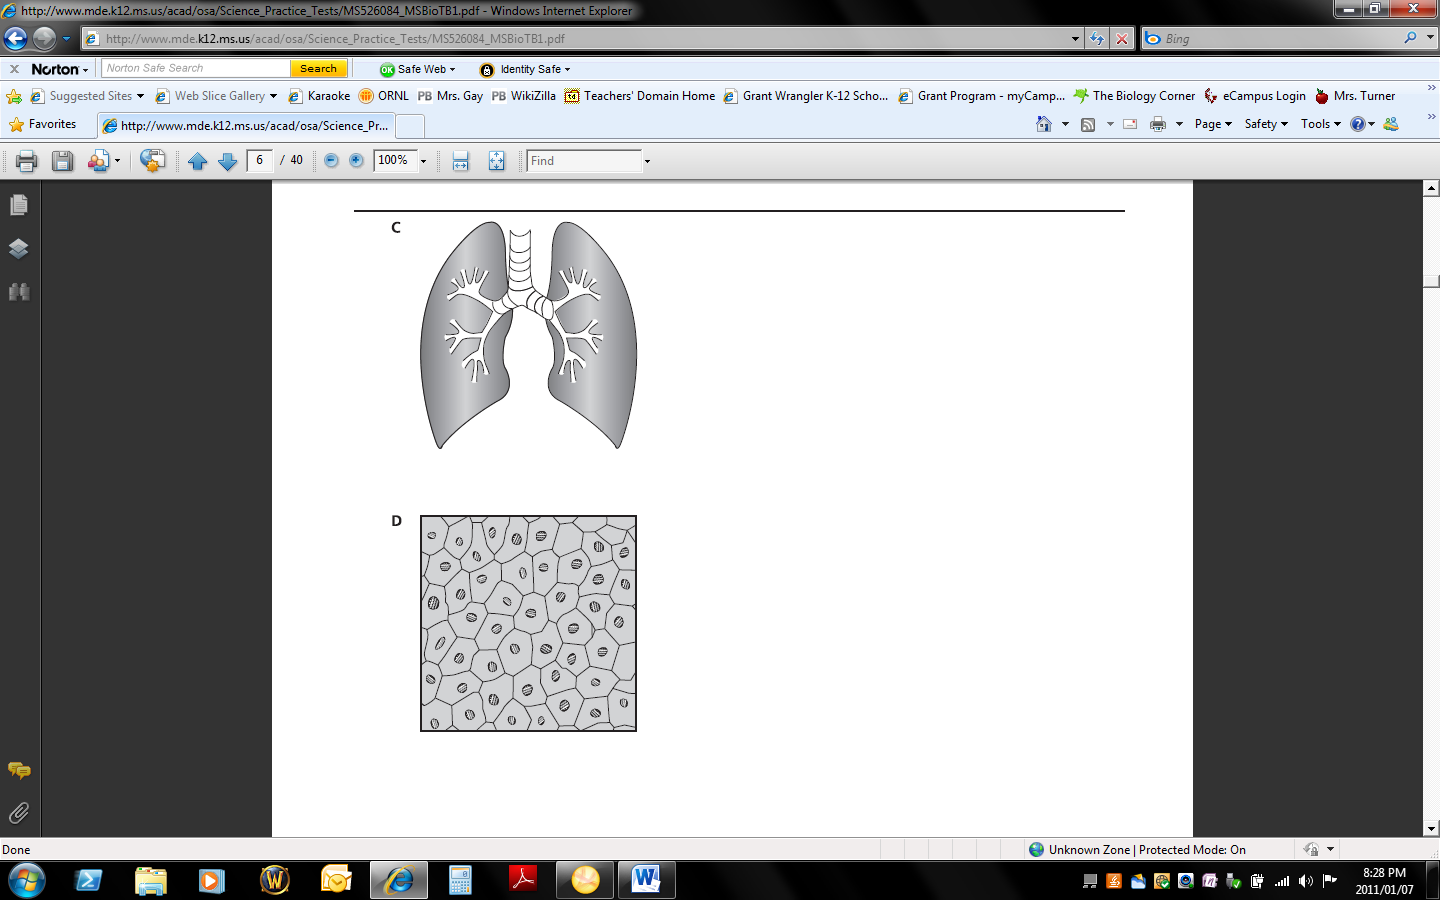 http://www.mde.k12.ms.us/acad/osa/Science_Practice_Tests/MS526084_MSBioTB1.pdf - Windows Internet Explorer
http://www.mde.k12.ms.us/acad/osa/Science_Practice_Tests/MS526084_MSBioTB1.pdf Bing
x Norton Norton Safe Search Search OK Safe Web Identity Safe
Suggested Sites Web Slice Gallery Karaoke ORNL PB Mrs. Gay PB WikiZilla td Teachers' Domain Home Grant Wrangler K-12 Scho... Grant Program - myCamp... The Biology Corner eCampus Login Mrs. Turner
Favorites http://www.mde.k12.ms.us/acad/osa/Science_Pr... Page Safety Tools
6 / 40 100% Find
C
D
Done Unknown Zone | Protected Mode: On
8:28 PM
2011/01/07